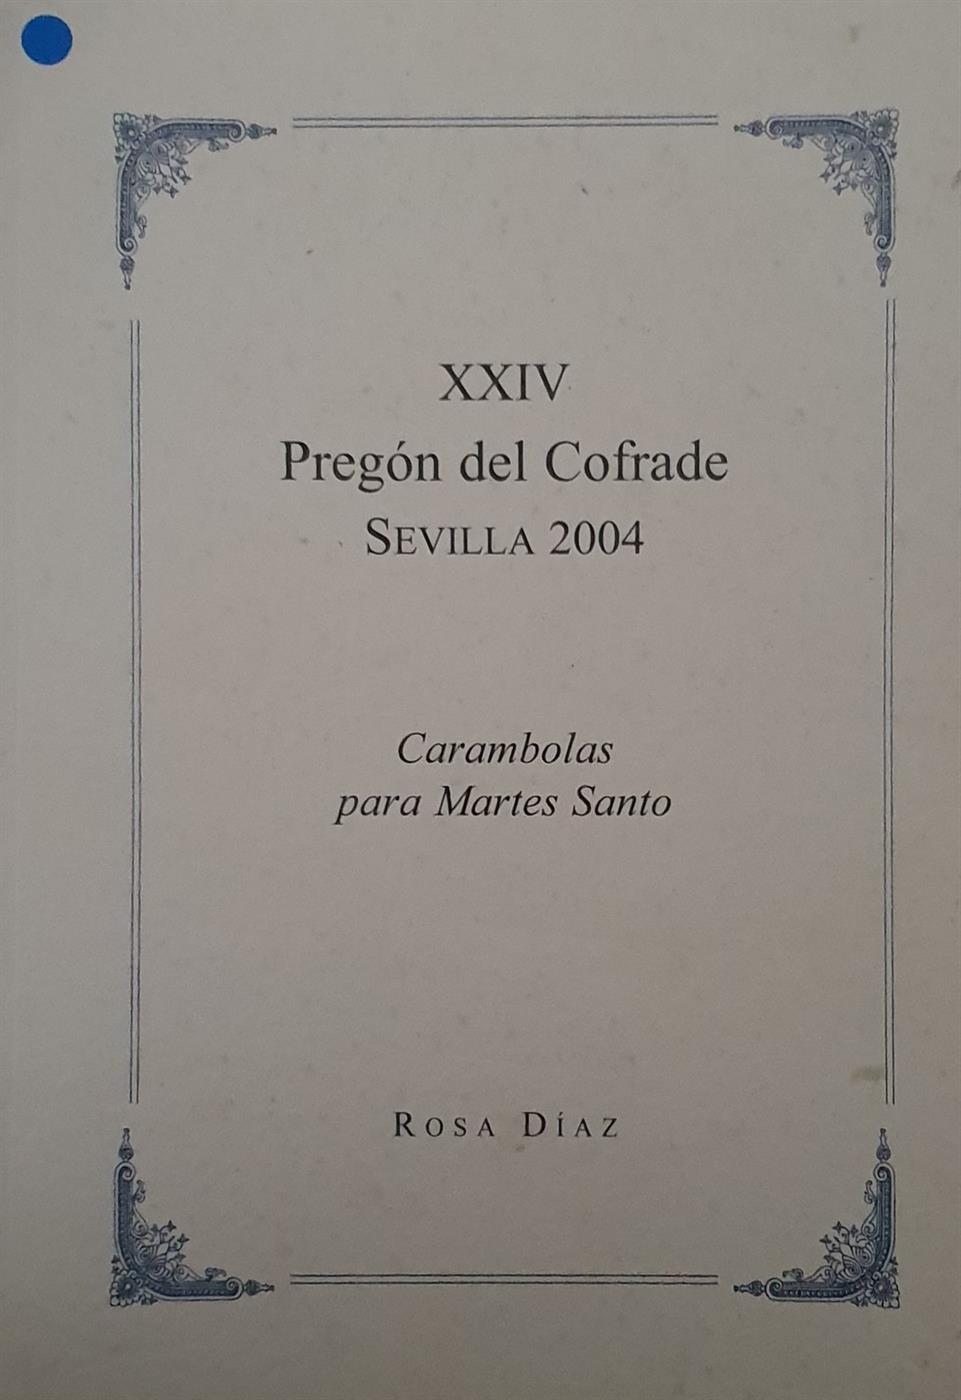 XXIV
Pregón del Cofrade
SEVILLA 2004
Carambolas
para Martes Santo
ROSA DÍAZ